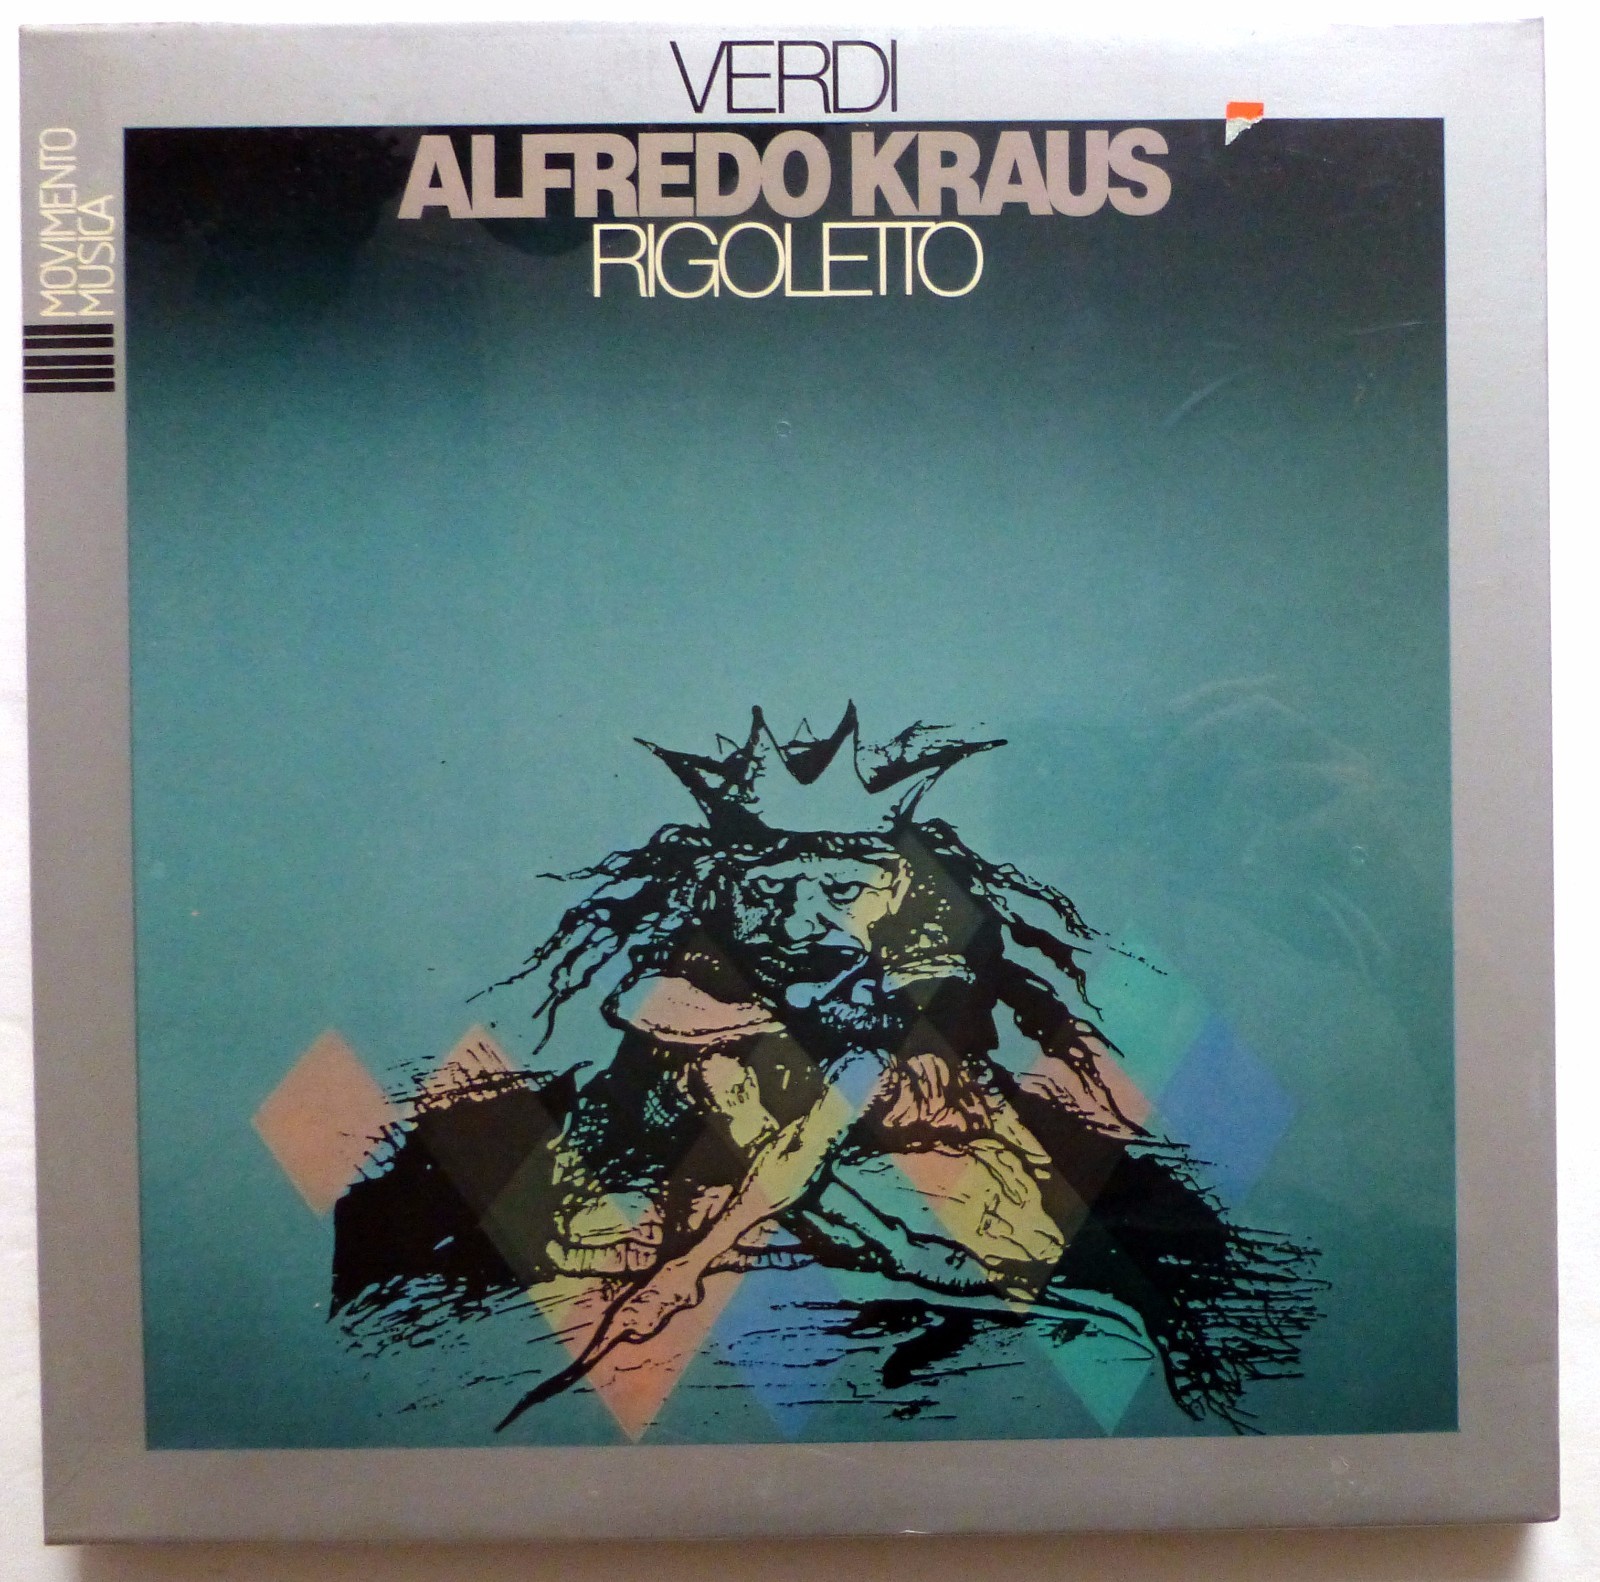 VERDI
ALFREDO KRAUS
RIGOLETTO
MOVIMENTO
MUSICA